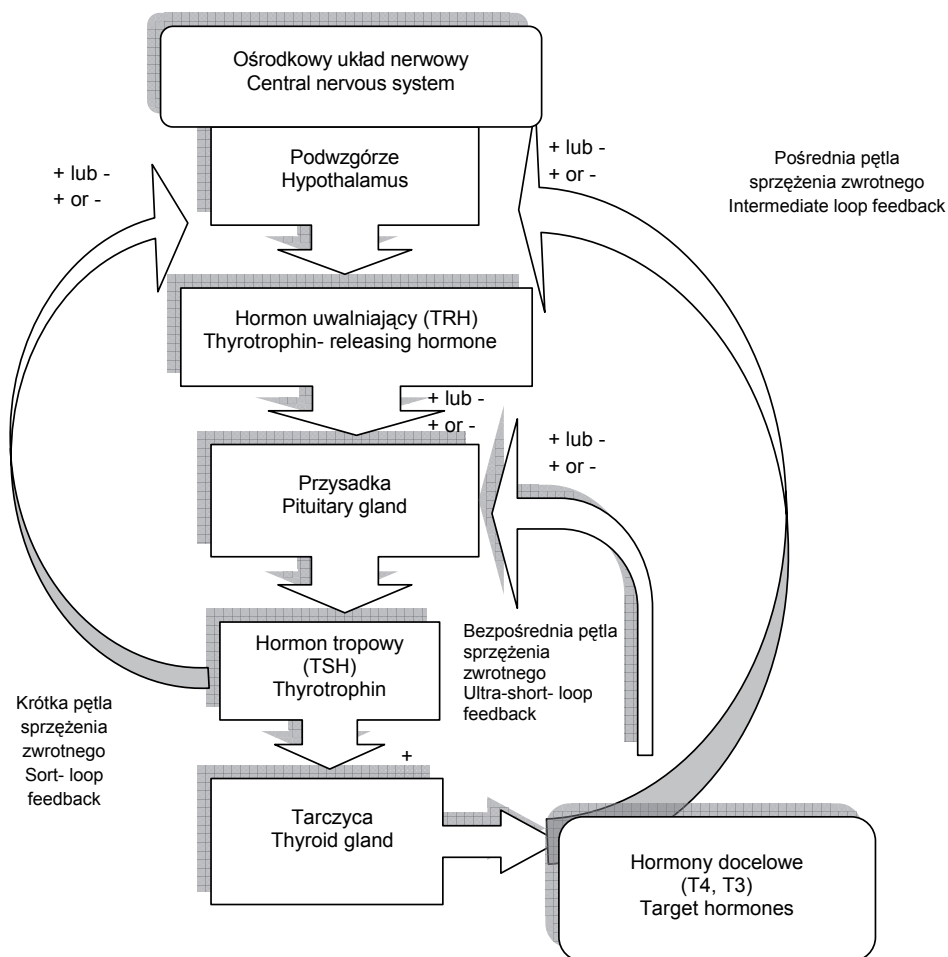 Ośrodkowy układ nerwowy
Central nervous system
Podwzgórze
Hypothalamus
+ lub -
+ or -
+ lub -
+ or -
Pośrednia pętla
sprzężenia zwrotnego
Intermediate loop feedback
Hormon uwalniający (TRH)
Thyrotrophin- releasing hormone
+ lub -
+ or -
Przysadka
Pituitary gland
+ lub -
+ or -
Hormon tropowy
(TSH)
Thyrotrophin
Bezpośrednia pętla
sprzężenia
zwrotnego
Ultra-short- loop
feedback
Krótka pętla
sprzężenia
zwrotnego
Sort- loop
feedback
+
Tarczyca
Thyroid gland
Hormony docelowe
(T4, T3)
Target hormones